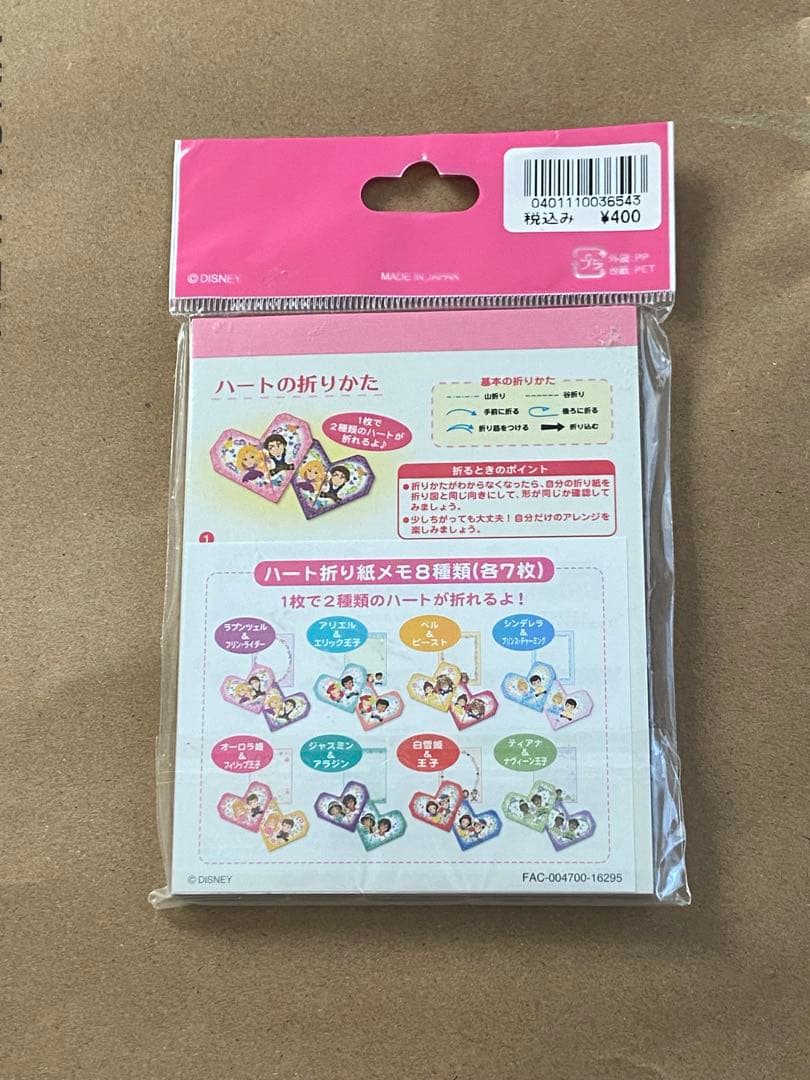 0401110036543
税込み ¥400
© DISNEY
MADE IN JAPAN
プラ
外袋:PP
台紙:PET
ハートの折りかた
1枚で
2種類のハートが
折れるよ♪
基本の折りかた
山折り
谷折り
手前に折る
後ろに折る
折り筋をつける
折り込む
折るときのポイント
●折りかたがわからなくなったら、自分の折り紙を
折り図と同じ向きにして、形が同じか確認して
みましょう。
●少しちがっても大丈夫!自分だけのアレンジを
楽しみましょう。
1
ハート折り紙メモ8種類(各7枚)
1枚で2種類のハートが折れるよ!
ラプンツェル
&
フリン・ライダー
アリエル
&
エリック王子
ベル
&
ビースト
シンデレラ
&
プリンス・チャーミング
オーロラ姫
&
フィリップ王子
ジャスミン
&
アラジン
白雪姫
&
王子
ティアナ
&
ナヴィーン王子
© DISNEY
FAC-004700-16295